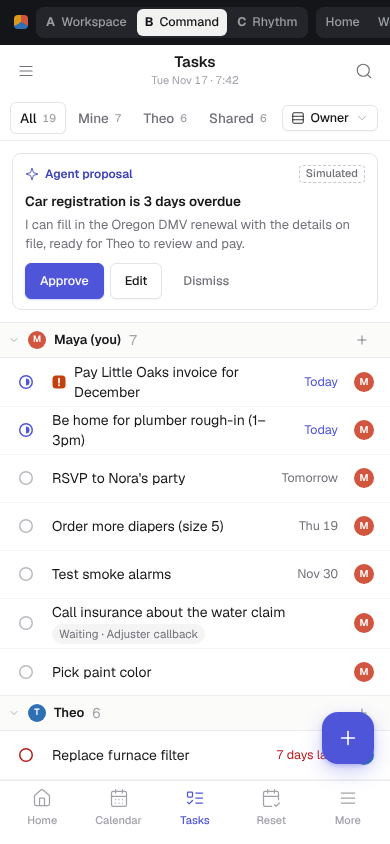 A Workspace B Command C Rhythm Home W
Tasks
Tue Nov 17 · 7:42
All 19 Mine 7 Theo 6 Shared 6 Owner
Agent proposal Simulated
Car registration is 3 days overdue
I can fill in the Oregon DMV renewal with the details on
file, ready for Theo to review and pay.
Approve Edit Dismiss
M Maya (you) 7
Pay Little Oaks invoice for
December
Today M
Be home for plumber rough-in (1–
3pm)
Today M
RSVP to Nora's party Tomorrow M
Order more diapers (size 5) Thu 19 M
Test smoke alarms Nov 30 M
Call insurance about the water claim M
Waiting · Adjuster callback
Pick paint color M
T Theo 6
Replace furnace filter 7 days
Home Calendar Tasks Reset More